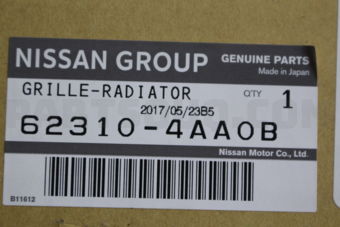 NISSAN GROUP
GENUINE PARTS
Made in Japan
GRILLE-RADIATOR
QTY 1
2017/05/23B5
62310-4AA0B
Nissan Motor Co., Ltd.
B11612